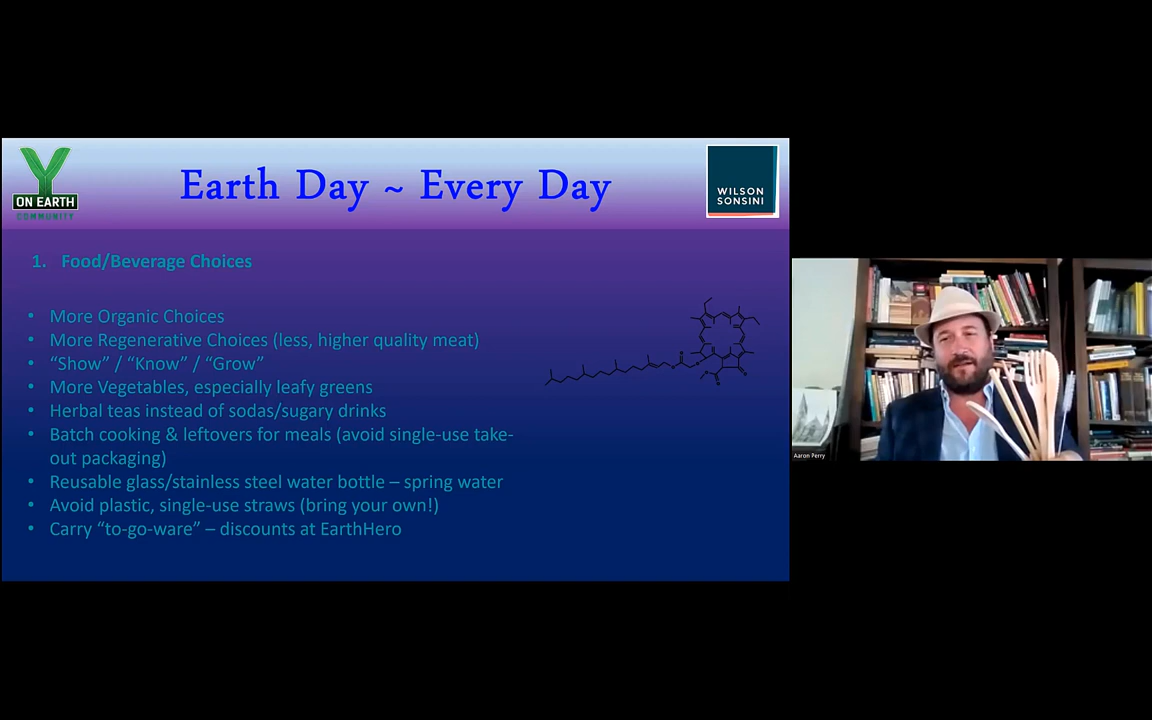 Y
ON EARTH
COMMUNITY
Earth Day ~ Every Day
WILSON
SONSINI
1. Food/Beverage Choices
• More Organic Choices
• More Regenerative Choices (less, higher quality meat)
• “Show” / “Know” / “Grow”
• More Vegetables, especially leafy greens
• Herbal teas instead of sodas/sugary drinks
• Batch cooking & leftovers for meals (avoid single-use take-
out packaging)
• Reusable glass/stainless steel water bottle – spring water
• Avoid plastic, single-use straws (bring your own!)
• Carry “to-go-ware” – discounts at EarthHero
Aaron Perry